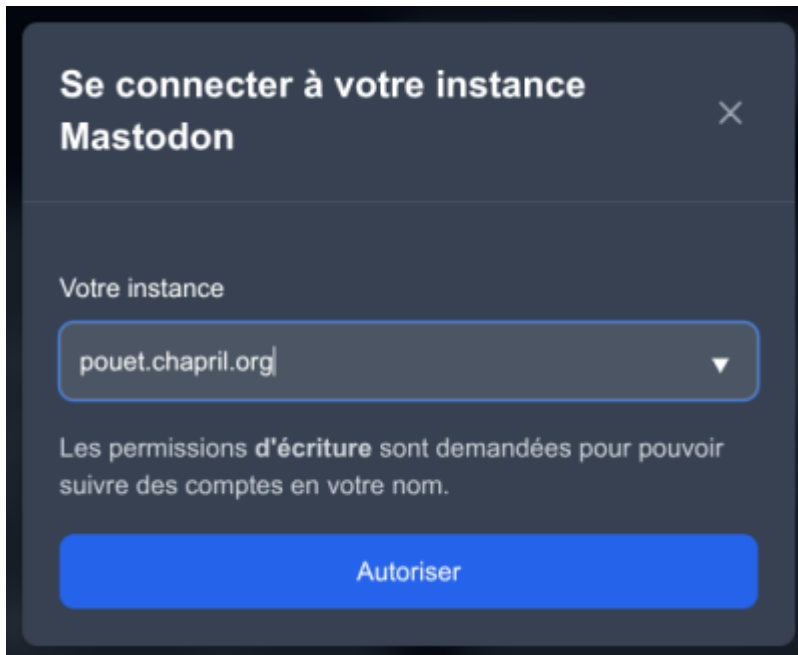 Se connecter à votre instance
Mastodon
Votre instance
pouet.chapril.org
Les permissions d'écriture sont demandées pour pouvoir
suivre des comptes en votre nom.
Autoriser